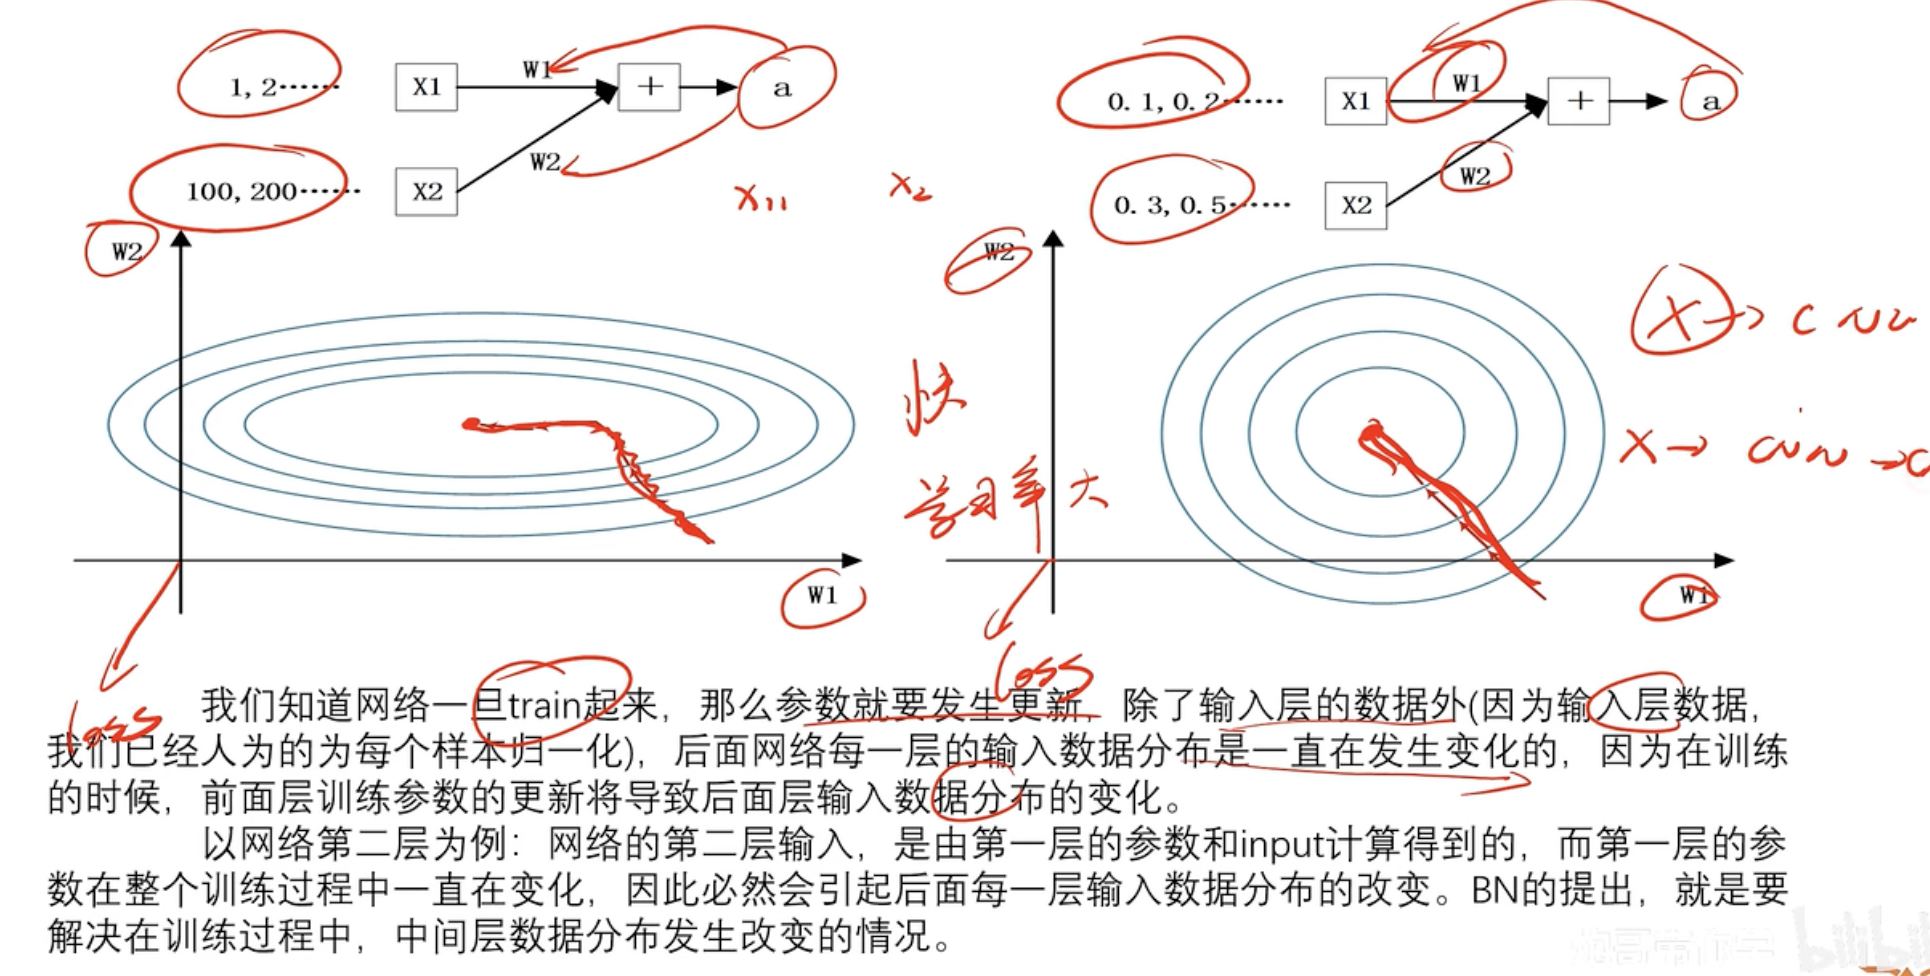 1, 2······ X1 W1 + a
100, 200······ X2 W2
0. 1, 0. 2······ X1 W1 + a
0. 3, 0. 5······ X2 W2
X11 X2
W2
W1
W2
W1
快
学习率大
X→
X→ CNN →C
loss
loss
我们知道网络一旦train起来，那么参数就要发生更新，除了输入层的数据外(因为输入层数据，
我们已经人为的为每个样本归一化)，后面网络每一层的输入数据分布是一直在发生变化的，因为在训练
的时候，前面层训练参数的更新将导致后面层输入数据分布的变化。
以网络第二层为例：网络的第二层输入，是由第一层的参数和input计算得到的，而第一层的参
数在整个训练过程中一直在变化，因此必然会引起后面每一层输入数据分布的改变。BN的提出，就是要
解决在训练过程中，中间层数据分布发生改变的情况。
bilibili